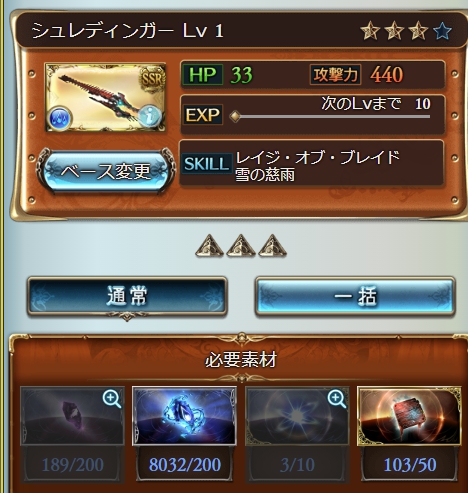 シュレディンガー Lv 1
SSR
HP 33 攻撃力 440
EXP 次のLvまで 10
ベース変更
SKILL レイジ・オブ・ブレイド
雪の慈雨
通常 一括
必要素材
189/200 8032/200 3/10 103/50